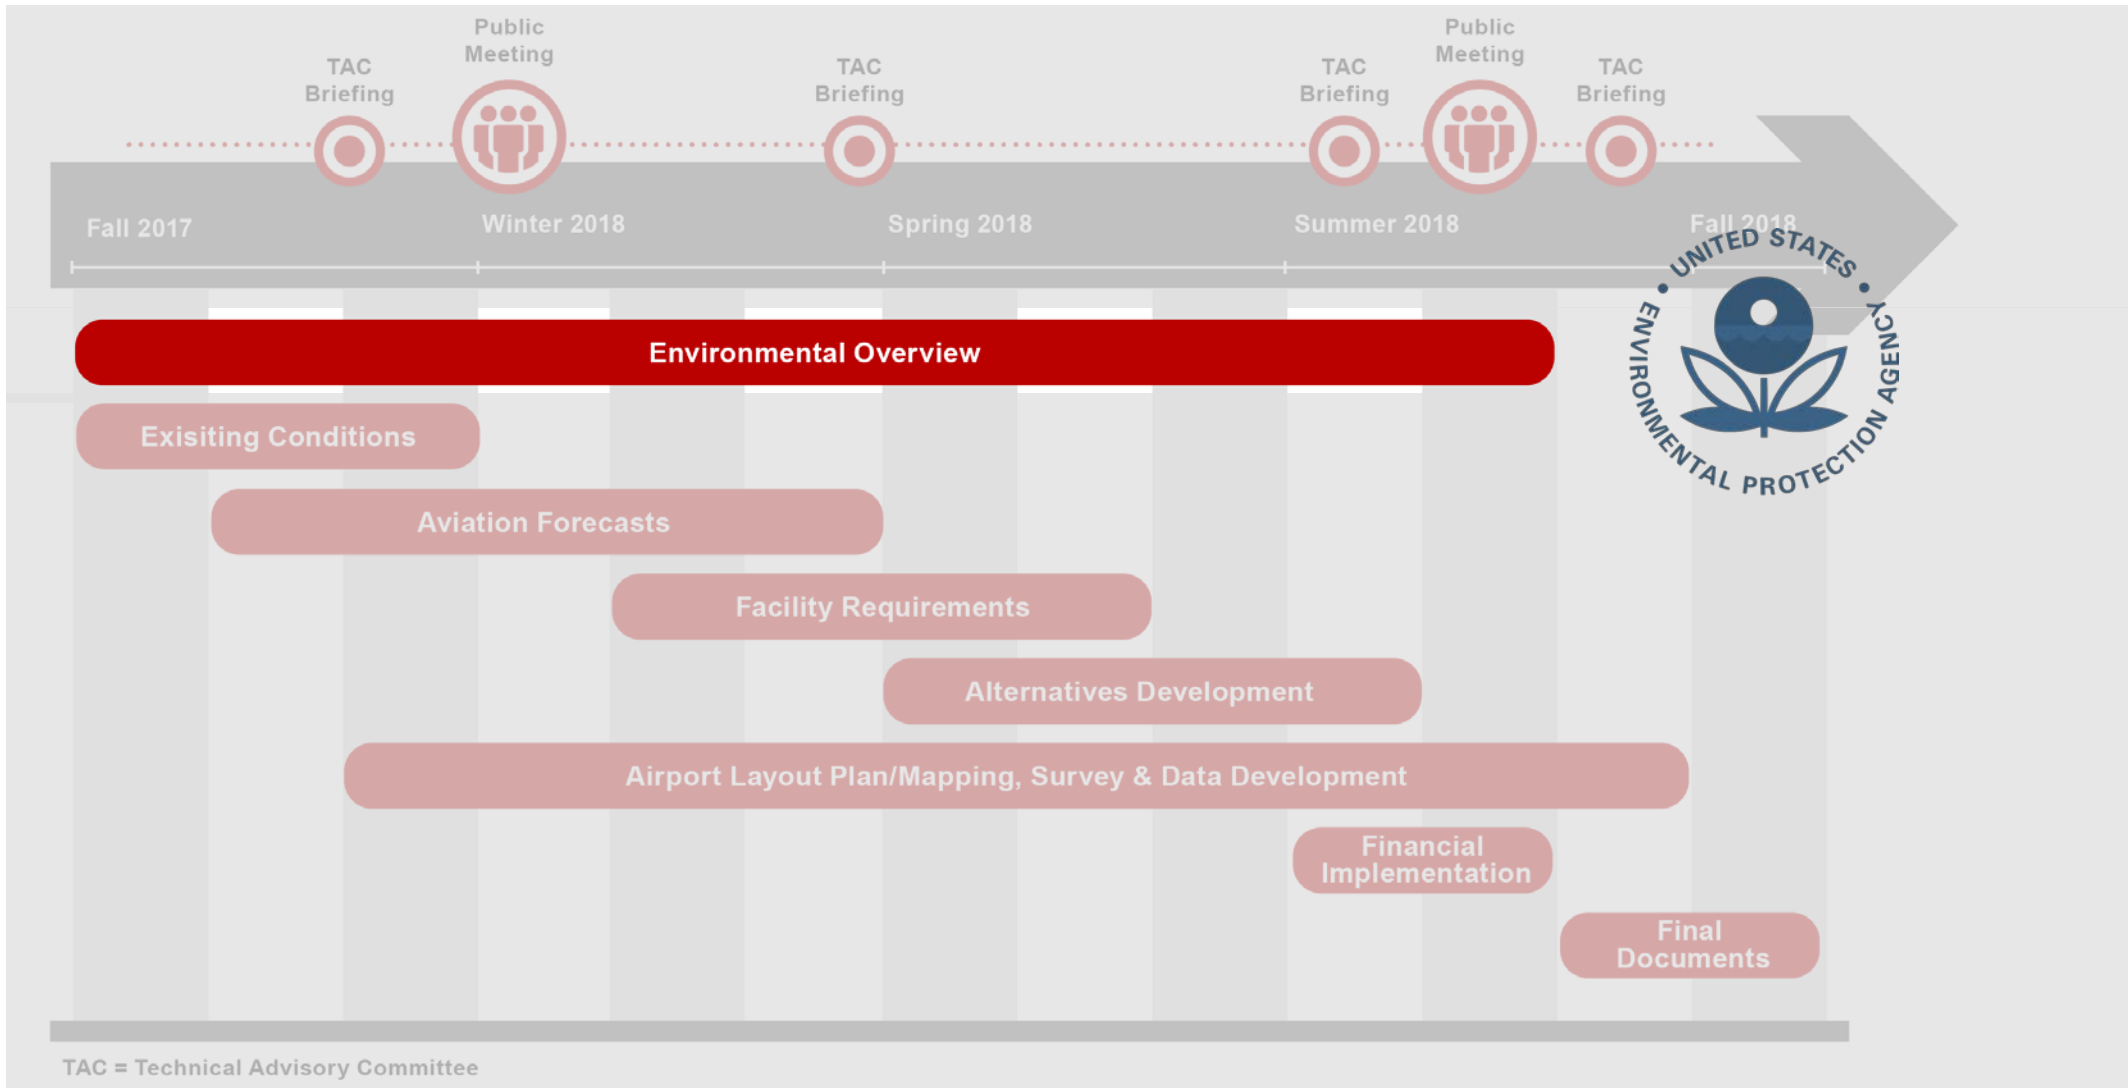 Public
Meeting
TAC
Briefing
TAC
Briefing
Public
Meeting
TAC
Briefing
TAC
Briefing
Fall 2017
Winter 2018
Spring 2018
Summer 2018
Fall 2018
UNITED STATES
ENVIRONMENTAL PROTECTION AGENCY
Environmental Overview
Exisiting Conditions
Aviation Forecasts
Facility Requirements
Alternatives Development
Airport Layout Plan/Mapping, Survey & Data Development
Financial
Implementation
Final
Documents
TAC = Technical Advisory Committee